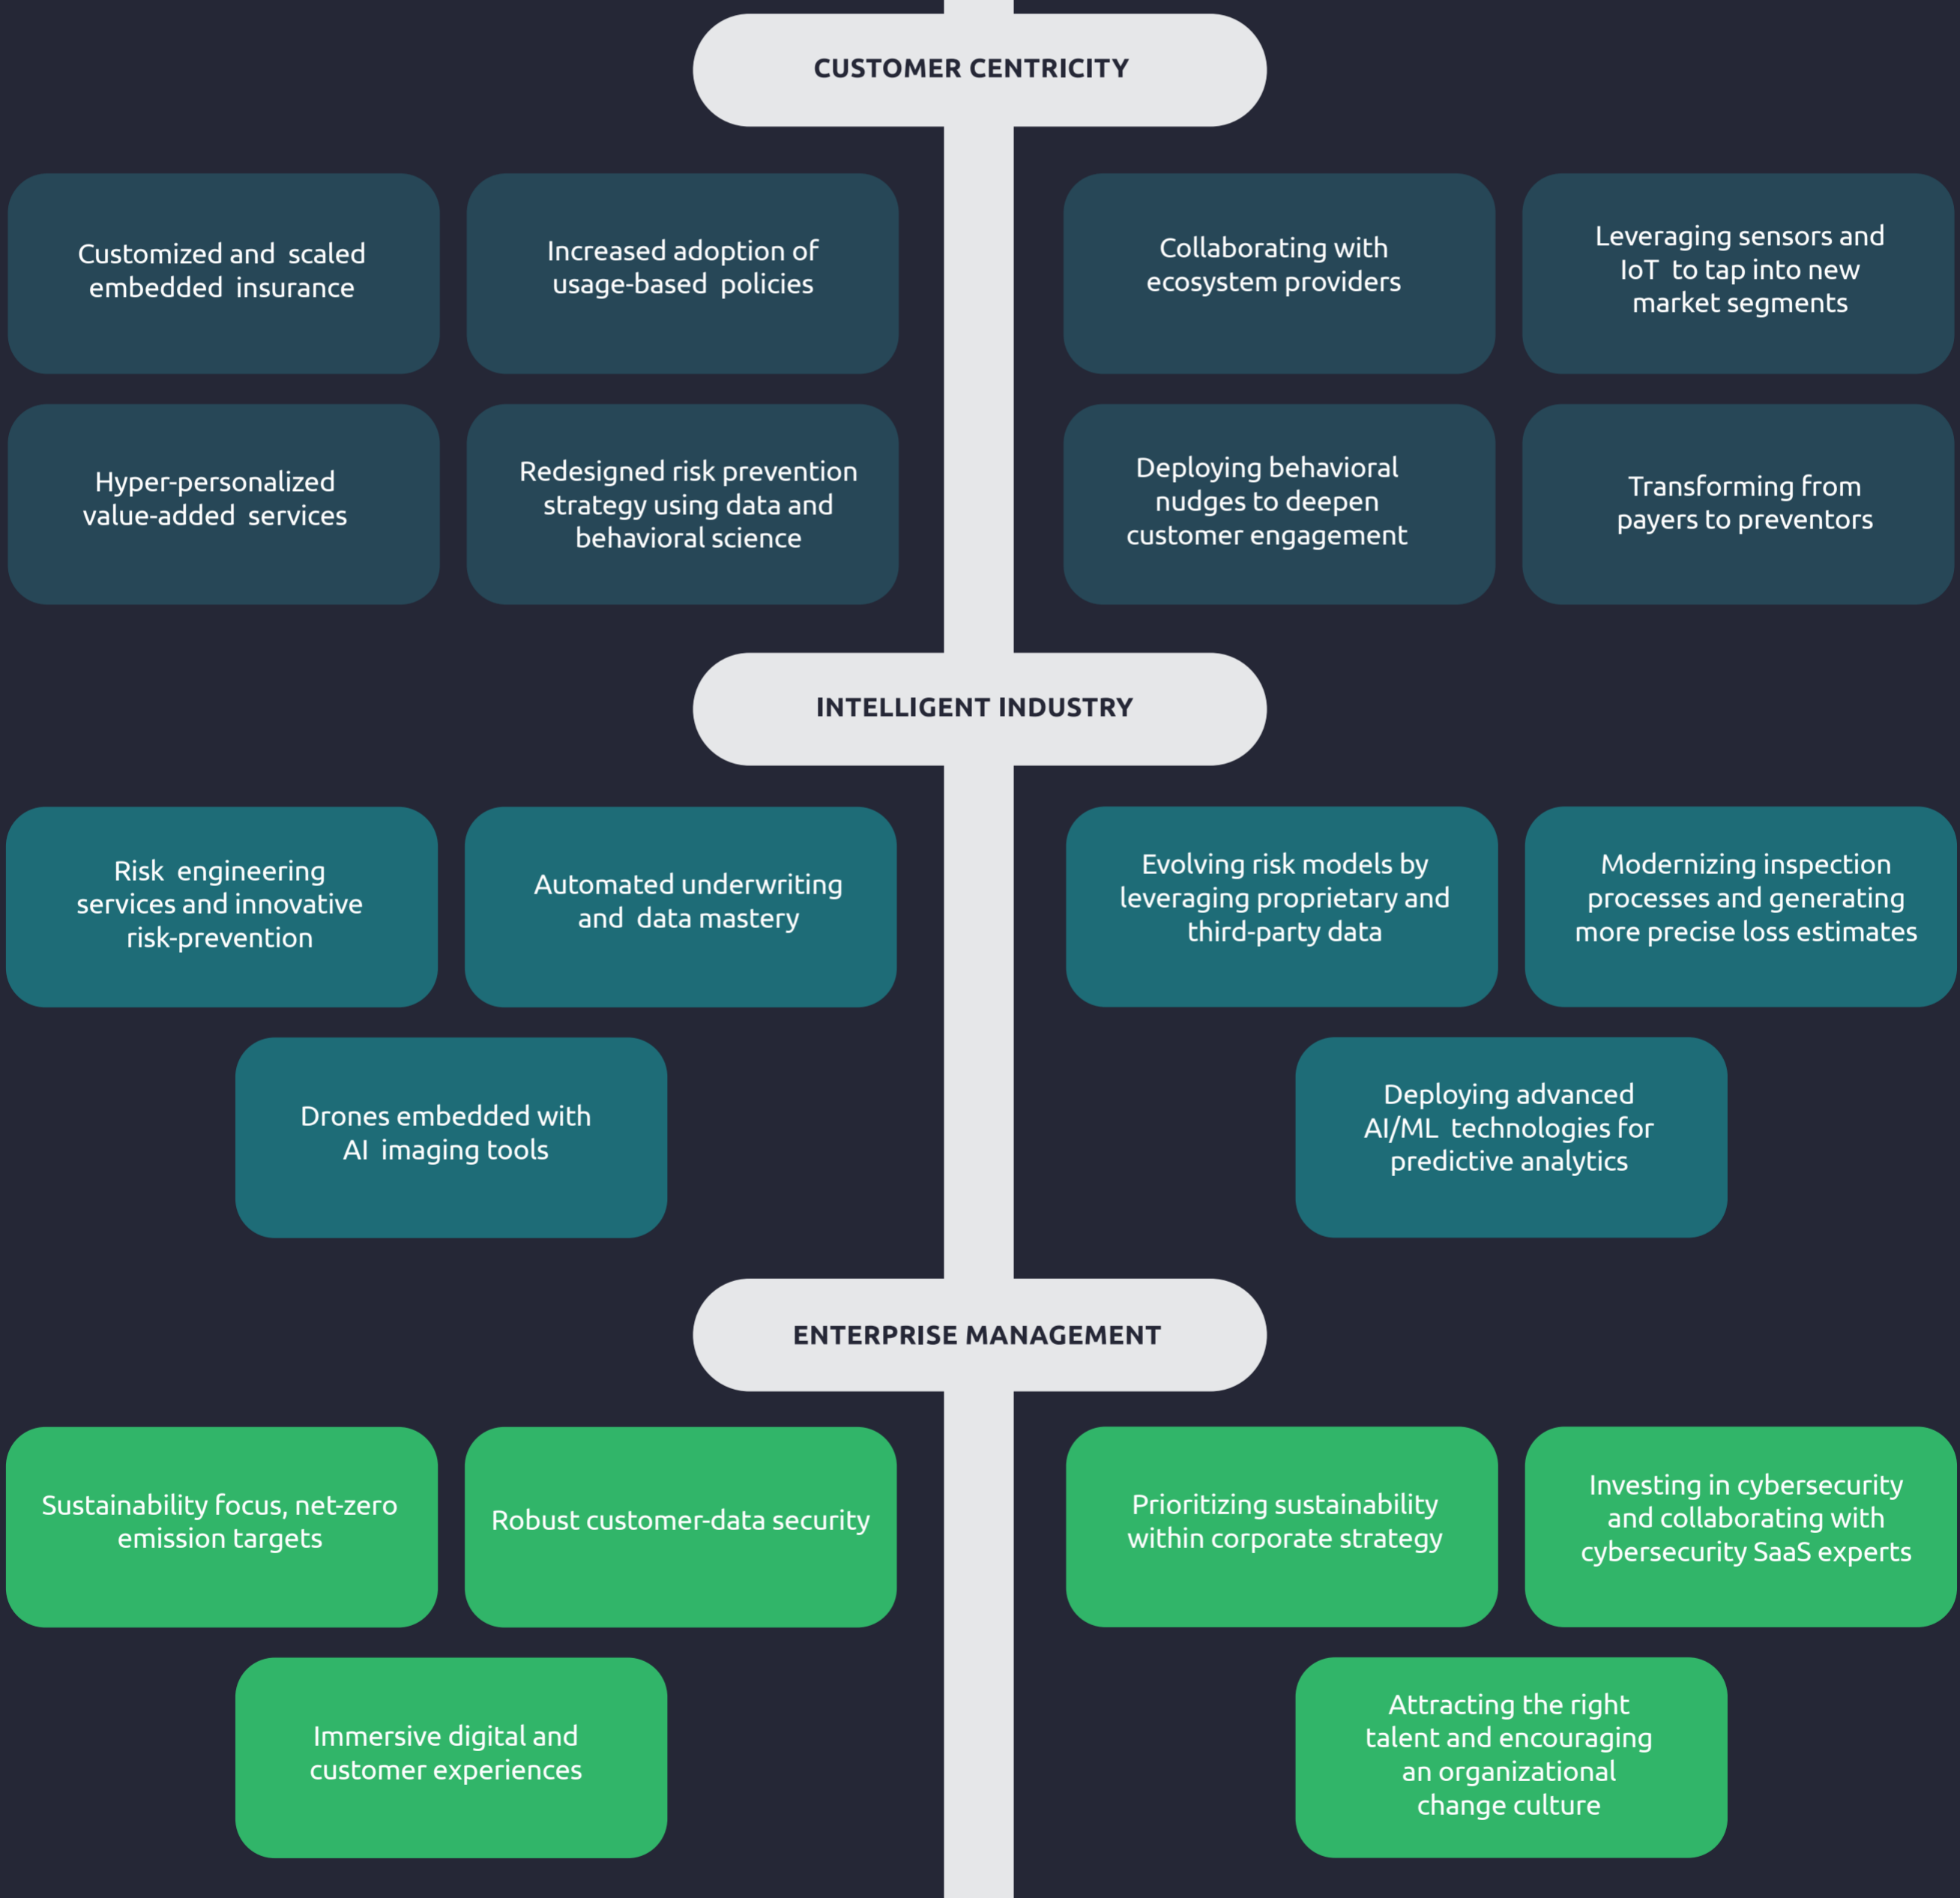 CUSTOMER CENTRICITY
Customized and scaled
embedded insurance
Increased adoption of
usage-based policies
Collaborating with
ecosystem providers
Leveraging sensors and
IoT to tap into new
market segments
Hyper-personalized
value-added services
Redesigned risk prevention
strategy using data and
behavioral science
Deploying behavioral
nudges to deepen
customer engagement
Transforming from
payers to preventors
INTELLIGENT INDUSTRY
Risk engineering
services and innovative
risk-prevention
Automated underwriting
and data mastery
Evolving risk models by
leveraging proprietary and
third-party data
Modernizing inspection
processes and generating
more precise loss estimates
Drones embedded with
AI imaging tools
Deploying advanced
AI/ML technologies for
predictive analytics
ENTERPRISE MANAGEMENT
Sustainability focus, net-zero
emission targets
Robust customer-data security
Prioritizing sustainability
within corporate strategy
Investing in cybersecurity
and collaborating with
cybersecurity SaaS experts
Immersive digital and
customer experiences
Attracting the right
talent and encouraging
an organizational
change culture